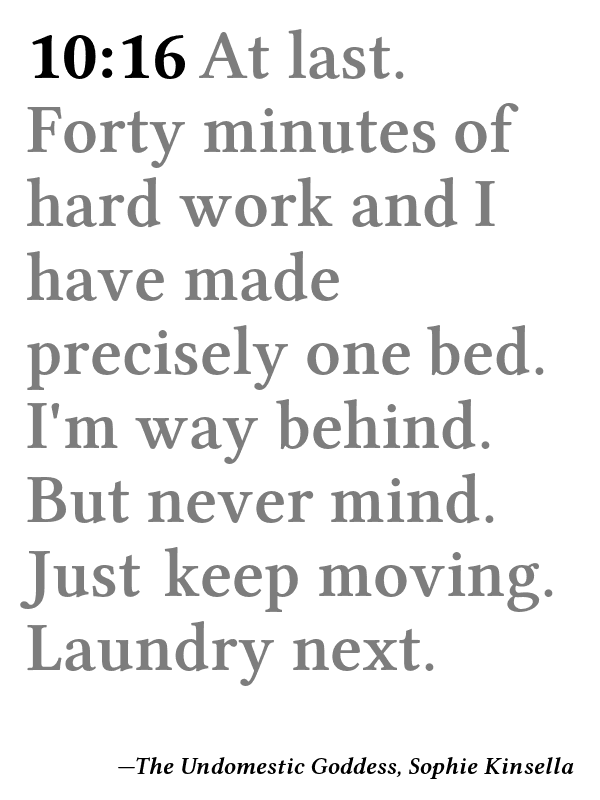 10:16 At last.
Forty minutes of
hard work and I
have made
precisely one bed.
I'm way behind.
But never mind.
Just keep moving.
Laundry next.
—The Undomestic Goddess, Sophie Kinsella